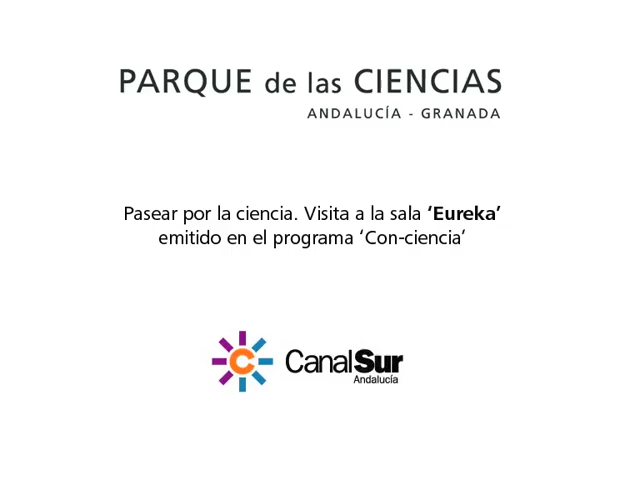 PARQUE de las CIENCIAS
ANDALUCÍA - GRANADA
Pasear por la ciencia. Visita a la sala ‘Eureka’
emitido en el programa ‘Con-ciencia’
C CanalSur
Andalucía